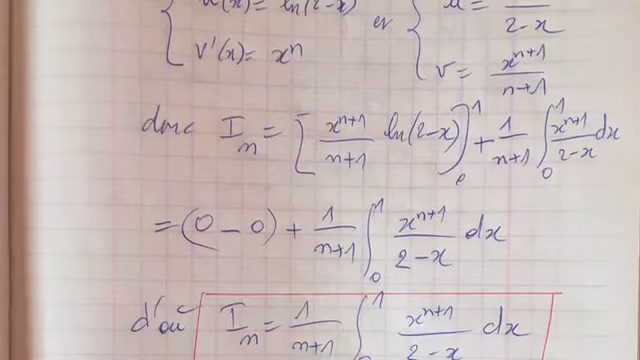 u(x) = ln(2-x) et u' = /(2-x)
v'(x) = x^n v = x^(n+1)/(n+1)
donc I_n = [x^(n+1)/(n+1) ln(2-x)]_0^1 + 1/(n+1) ∫_0^1 x^(n+1)/(2-x) dx
= (0 - 0) + 1/(n+1) ∫_0^1 x^(n+1)/(2-x) dx
d'où I_n = 1/(n+1) ∫_0^1 x^(n+1)/(2-x) dx